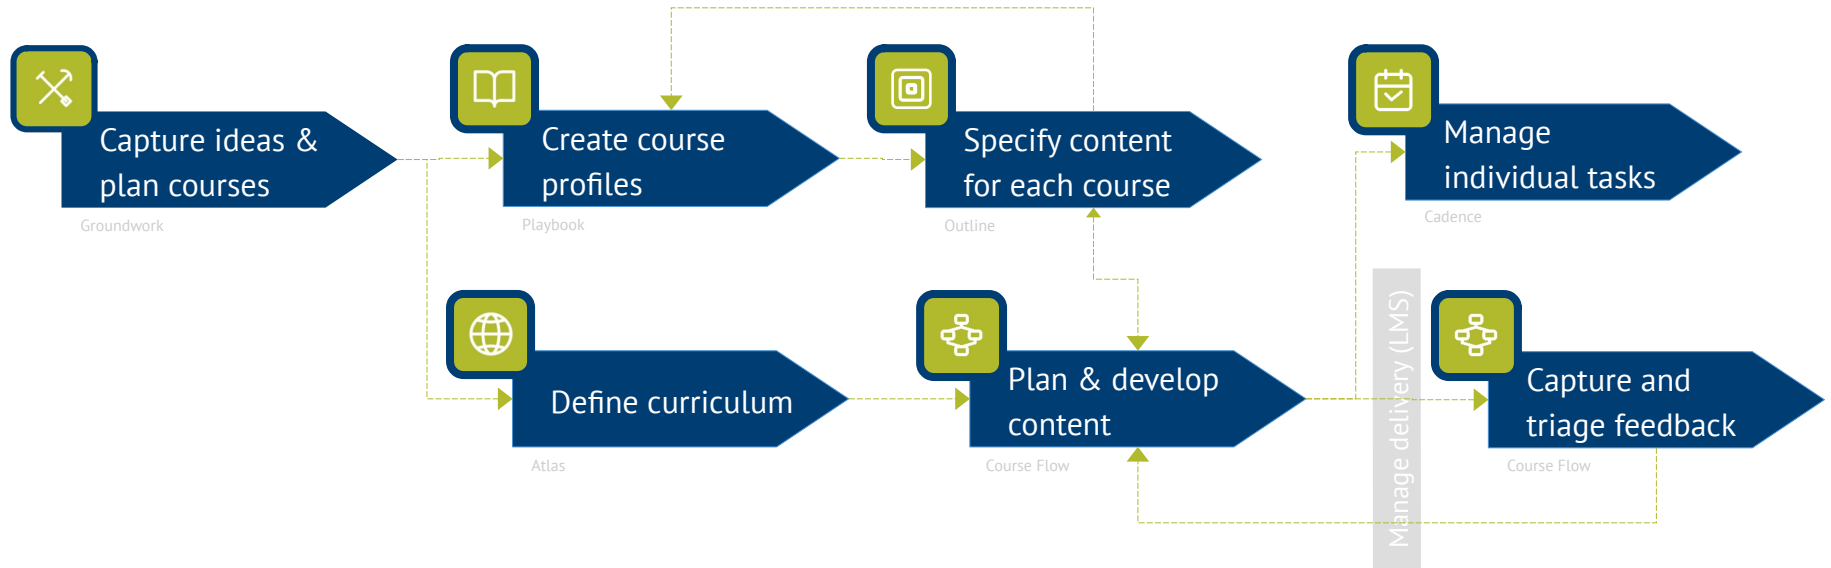 Capture ideas &
plan courses
Groundwork
Create course
profiles
Playbook
Specify content
for each course
Outline
Manage
individual tasks
Cadence
Define curriculum
Atlas
Plan & develop
content
Course Flow
Manage delivery (LMS)
Capture and
triage feedback
Course Flow